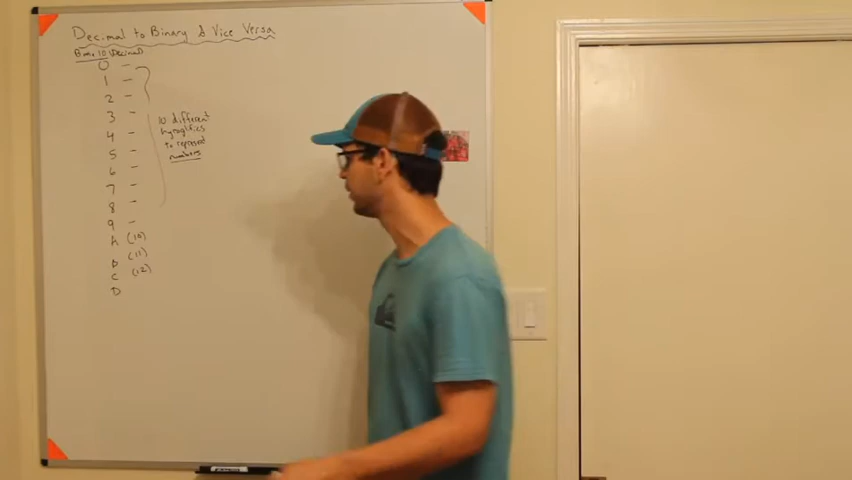 Decimal to Binary & Vice Versa
Base 10 (Decimal)
0 -
1 -
2 -
3 -
4 -
5 -
6 -
7 -
8 -
9 -
A (10)
B (11)
C (12)
D
10 different
hyroglifics
to represent
numbers